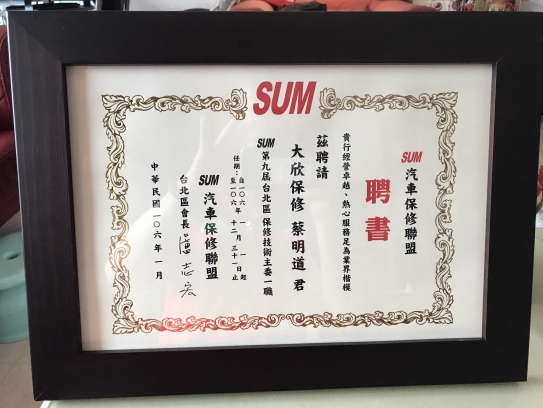 SUM
SUM 汽車保修聯盟
聘書
貴行經營卓越、熱心服務足為業界楷模
茲聘請
大欣保修 蔡明道 君
SUM 第九屆台北區保修技術主委一職
任期：自一〇六年 一月 一日起
至一〇六年 十二月 三十一止
SUM 汽車保修聯盟
台北區會長
中華民國一〇六年一月